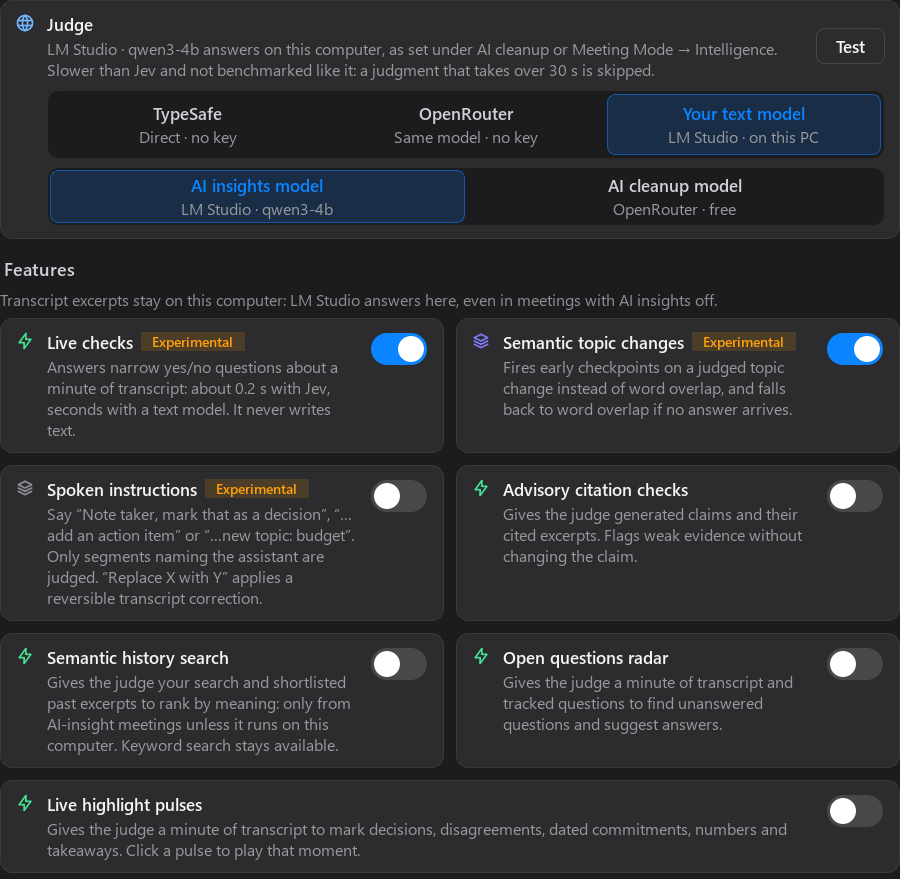 Judge
LM Studio · qwen3-4b answers on this computer, as set under AI cleanup or Meeting Mode → Intelligence.
Slower than Jev and not benchmarked like it: a judgment that takes over 30 s is skipped.
Test
TypeSafe
Direct · no key
OpenRouter
Same model · no key
Your text model
LM Studio · on this PC
AI insights model
LM Studio · qwen3-4b
AI cleanup model
OpenRouter · free
Features
Transcript excerpts stay on this computer: LM Studio answers here, even in meetings with AI insights off.
Live checks Experimental
Answers narrow yes/no questions about a
minute of transcript: about 0.2 s with Jev,
seconds with a text model. It never writes
text.
Semantic topic changes Experimental
Fires early checkpoints on a judged topic
change instead of word overlap, and falls
back to word overlap if no answer arrives.
Spoken instructions Experimental
Say “Note taker, mark that as a decision”, “…
add an action item” or “…new topic: budget”.
Only segments naming the assistant are
judged. “Replace X with Y” applies a
reversible transcript correction.
Advisory citation checks
Gives the judge generated claims and their
cited excerpts. Flags weak evidence without
changing the claim.
Semantic history search
Gives the judge your search and shortlisted
past excerpts to rank by meaning: only from
AI-insight meetings unless it runs on this
computer. Keyword search stays available.
Open questions radar
Gives the judge a minute of transcript and
tracked questions to find unanswered
questions and suggest answers.
Live highlight pulses
Gives the judge a minute of transcript to mark decisions, disagreements, dated commitments, numbers and
takeaways. Click a pulse to play that moment.